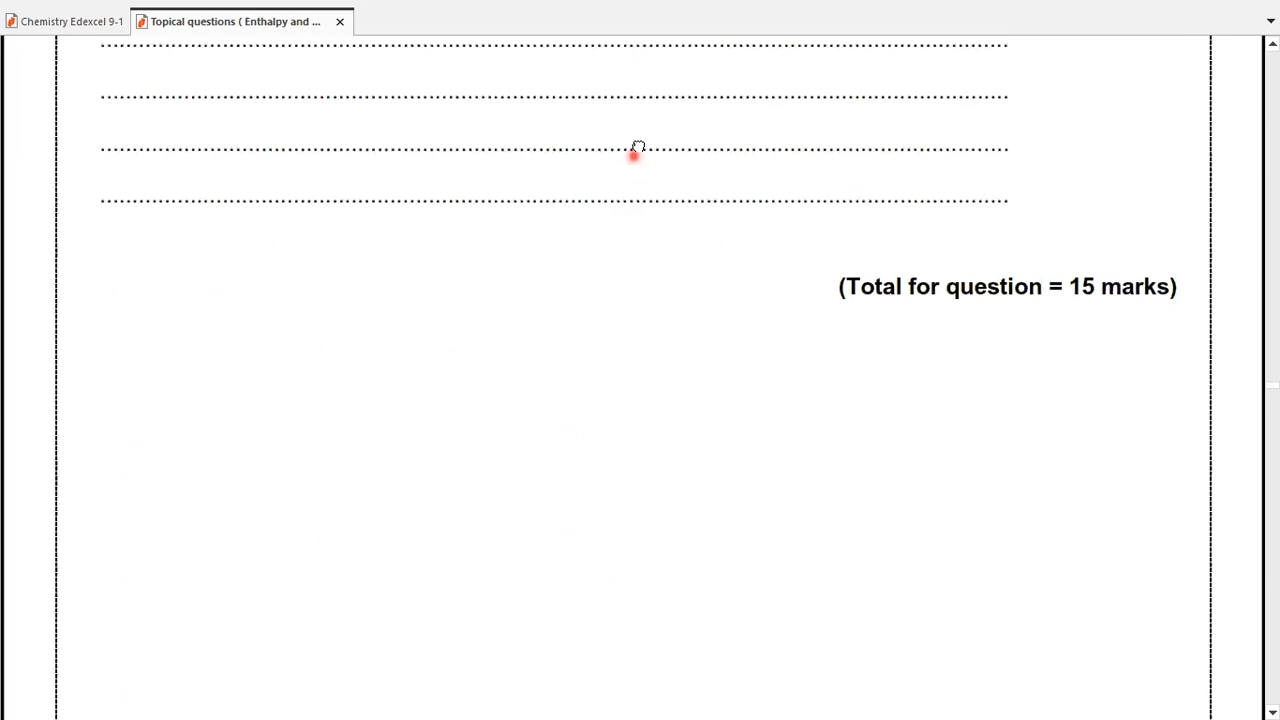 Chemistry Edexcel 9-1
Topical questions ( Enthalpy and ...
(Total for question = 15 marks)